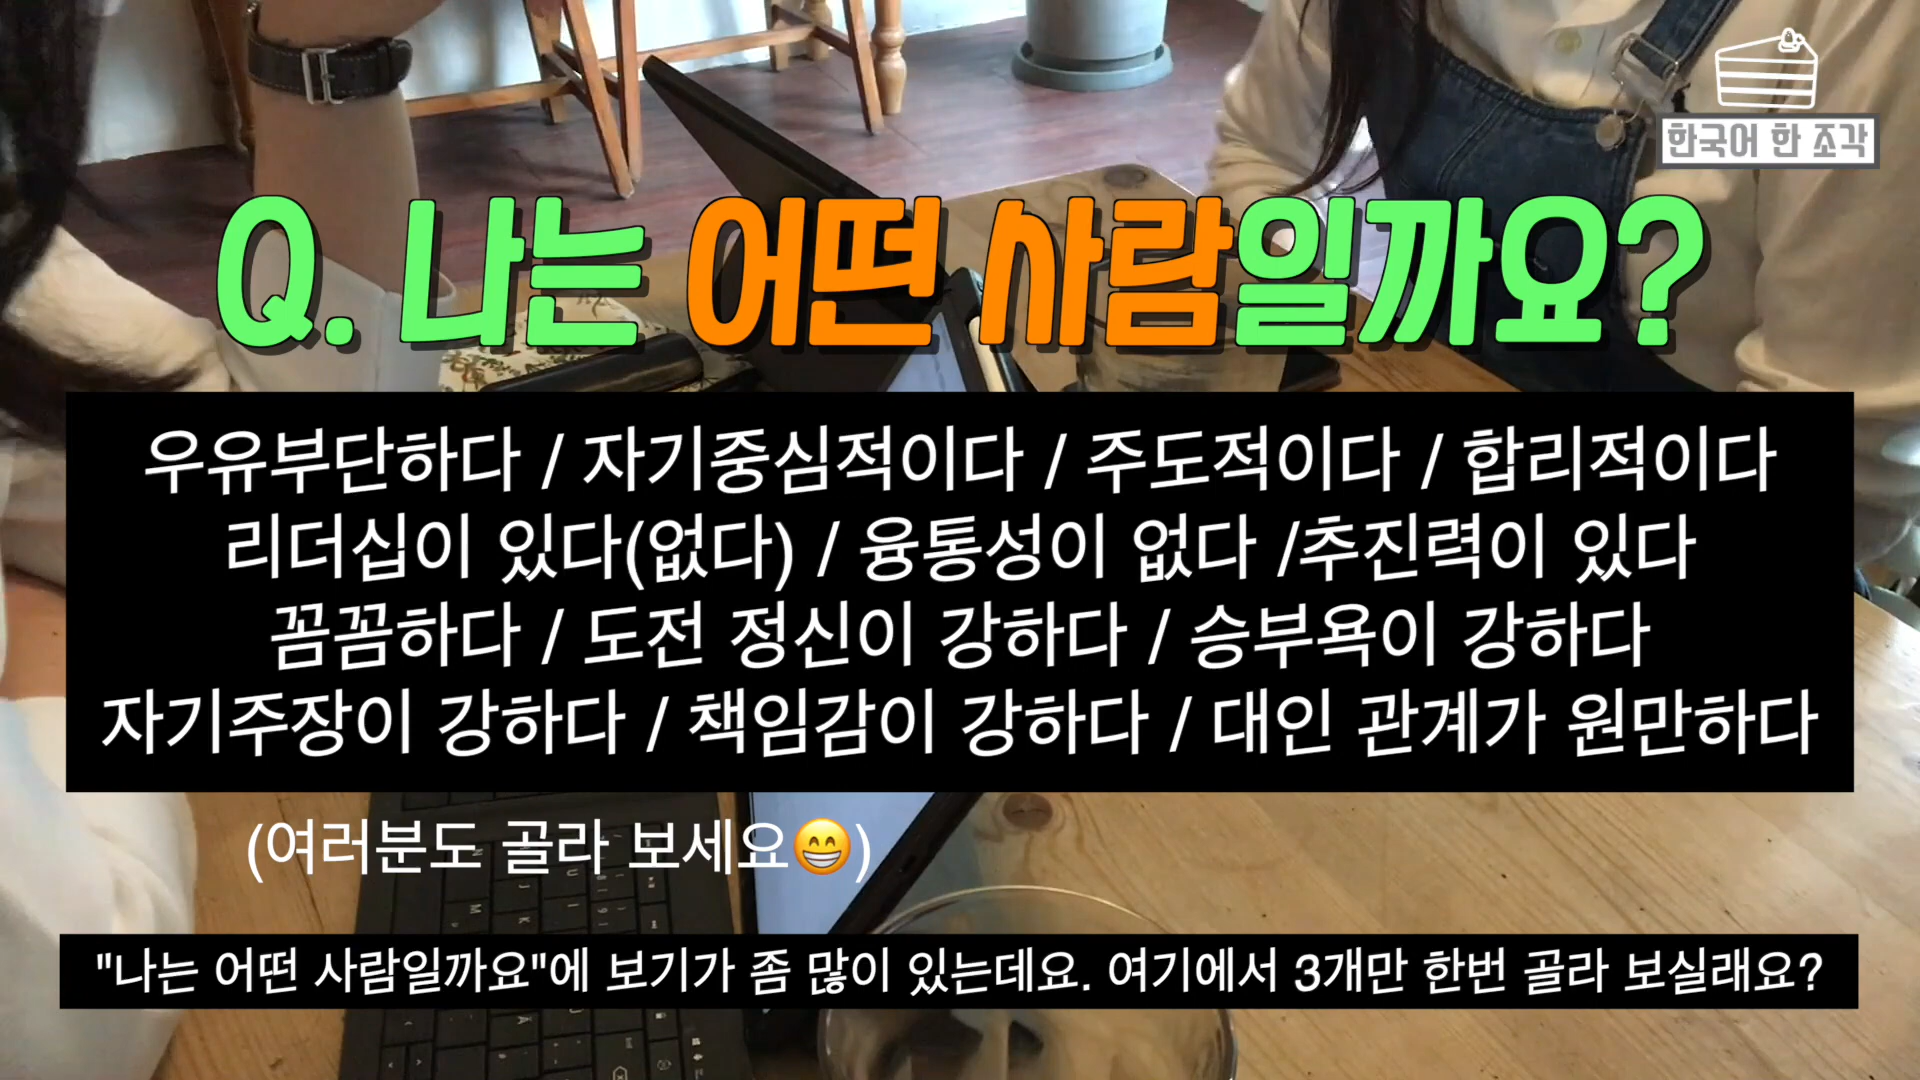 한국어 한 조각
Q. 나는 어떤 사람일까요?
우유부단하다 / 자기중심적이다 / 주도적이다 / 합리적이다
리더십이 있다(없다) / 융통성이 없다 /추진력이 있다
꼼꼼하다 / 도전 정신이 강하다 / 승부욕이 강하다
자기주장이 강하다 / 책임감이 강하다 / 대인 관계가 원만하다
(여러분도 골라 보세요😁)
"나는 어떤 사람일까요"에 보기가 좀 많이 있는데요. 여기에서 3개만 한번 골라 보실래요?